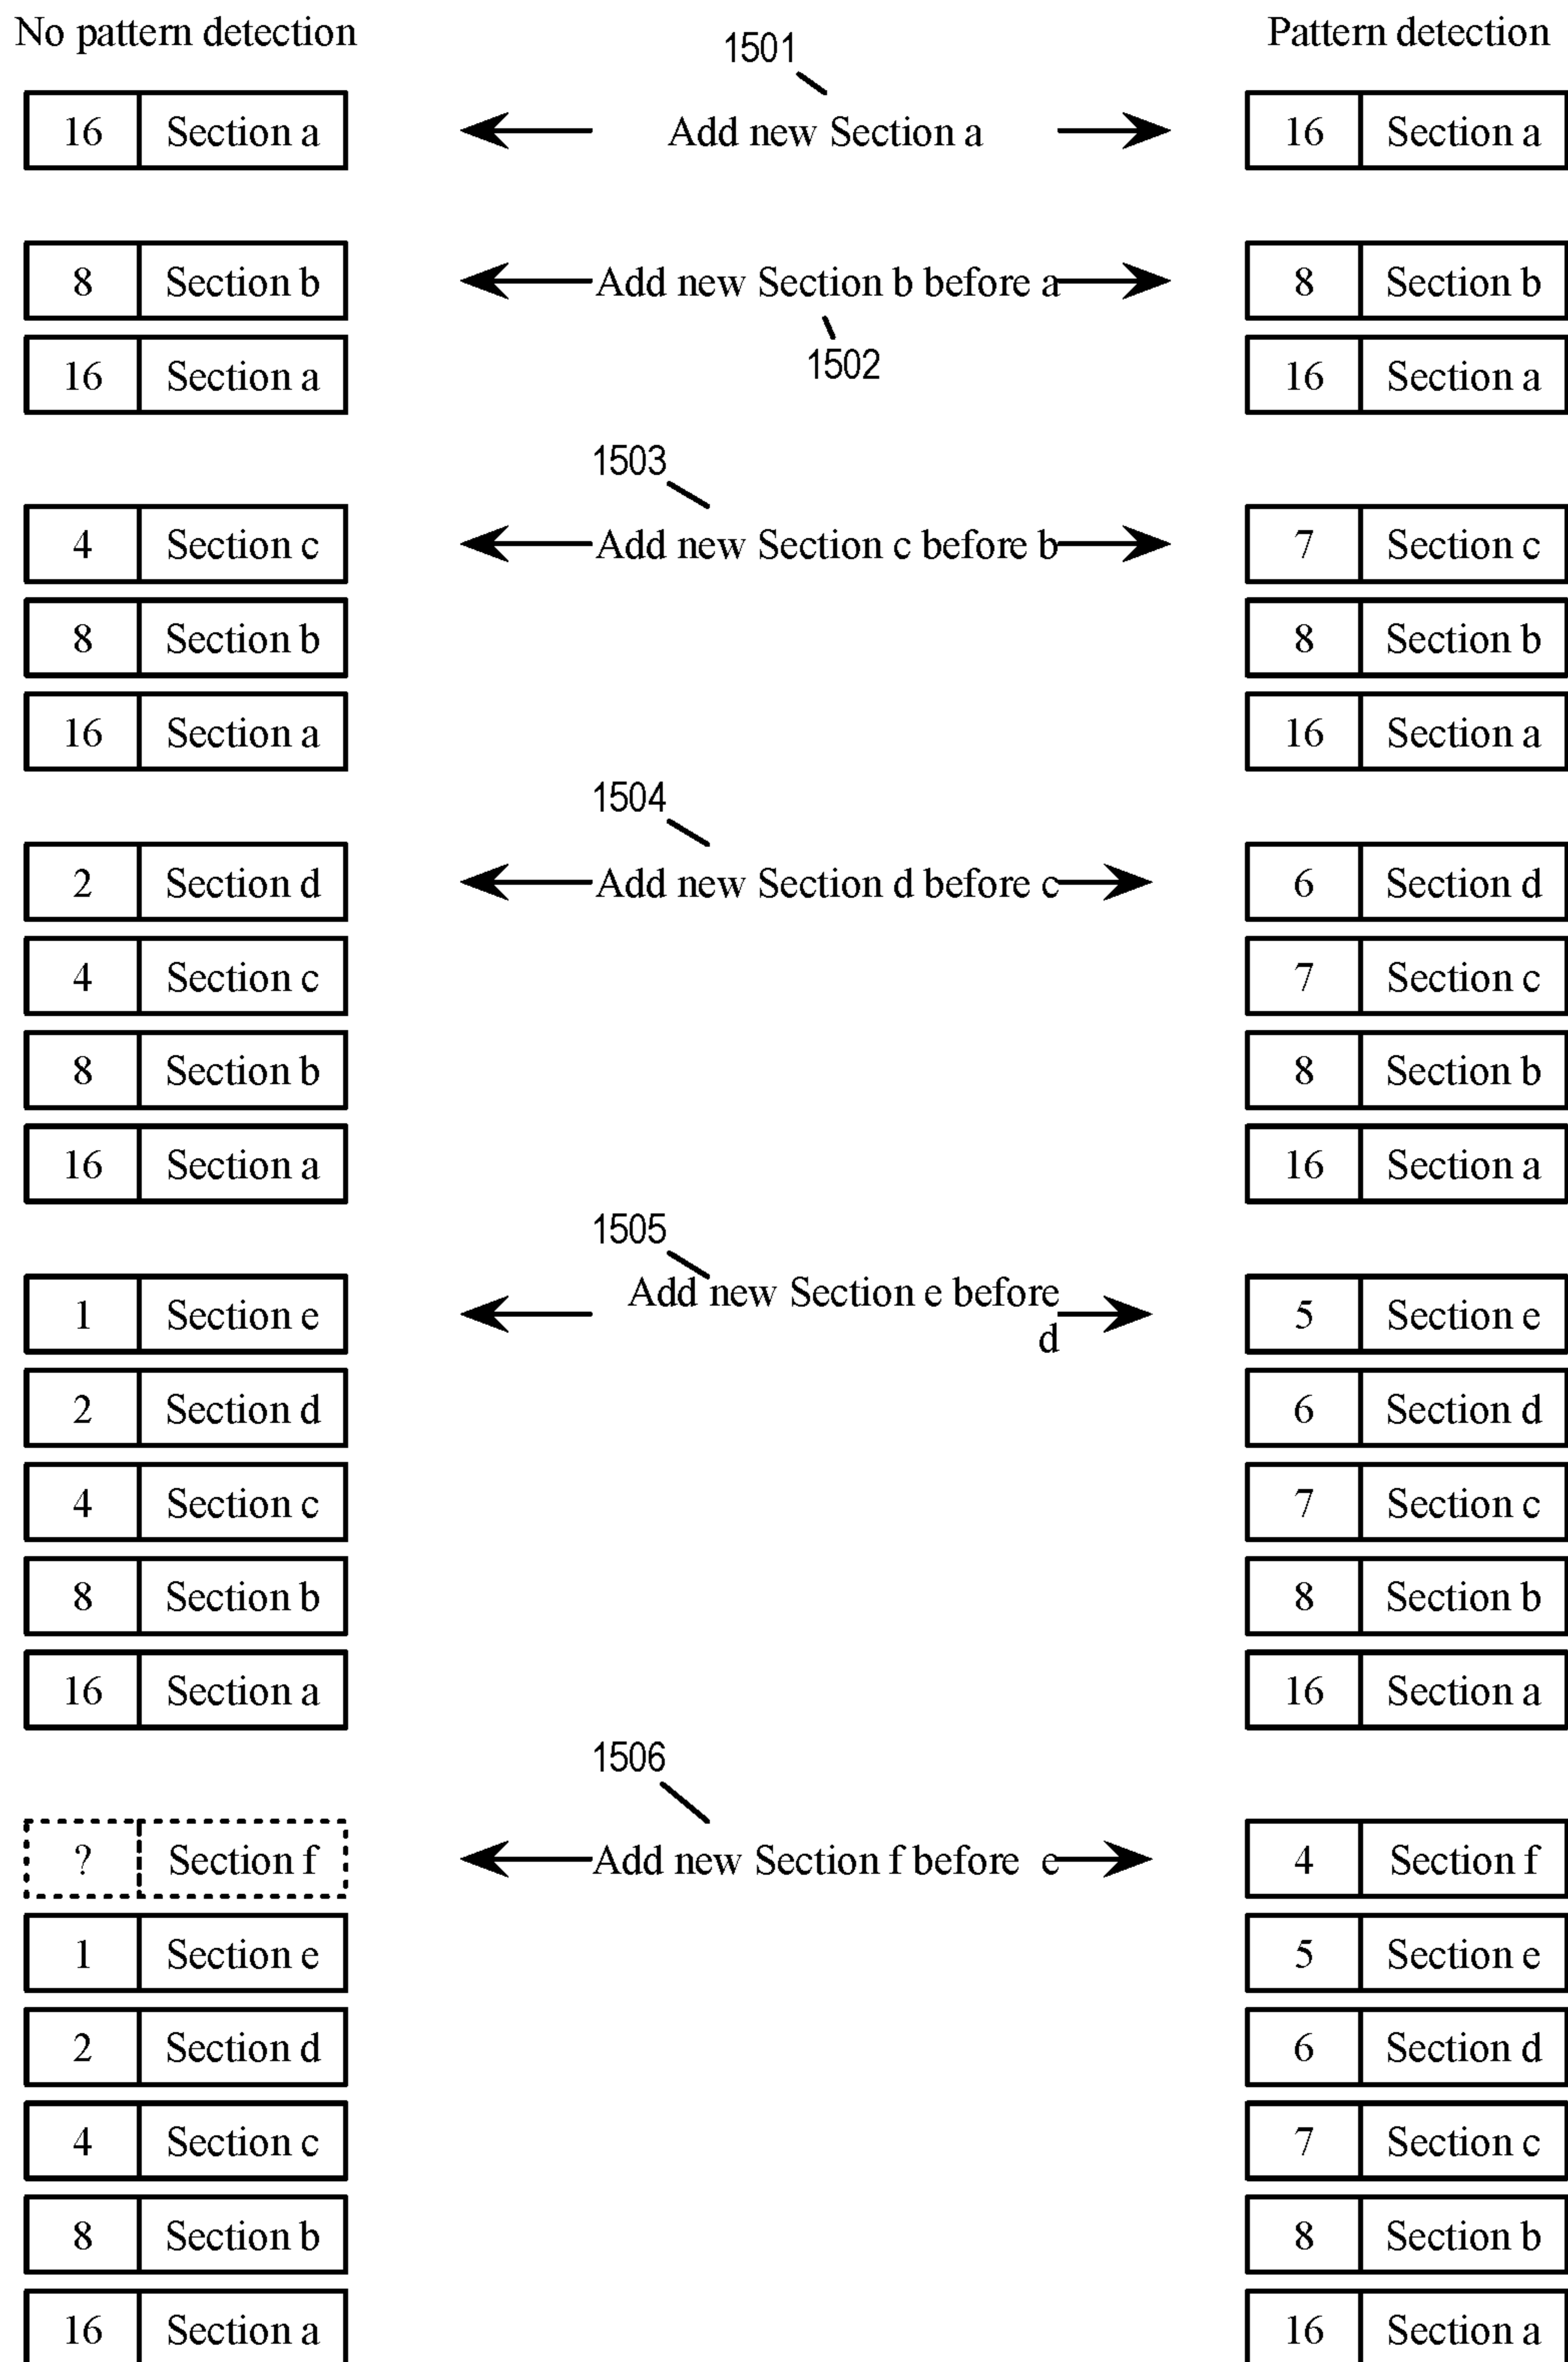 No pattern detection
Pattern detection
1501
16 Section a
Add new Section a
16 Section a
8 Section b
Add new Section b before a
8 Section b
1502
16 Section a
16 Section a
1503
4 Section c
Add new Section c before b
7 Section c
8 Section b
8 Section b
16 Section a
16 Section a
1504
2 Section d
Add new Section d before c
6 Section d
4 Section c
7 Section c
8 Section b
8 Section b
16 Section a
16 Section a
1505
1 Section e
Add new Section e before
d
5 Section e
2 Section d
6 Section d
4 Section c
7 Section c
8 Section b
8 Section b
16 Section a
16 Section a
1506
? Section f
Add new Section f before e
4 Section f
1 Section e
5 Section e
2 Section d
6 Section d
4 Section c
7 Section c
8 Section b
8 Section b
16 Section a
16 Section a